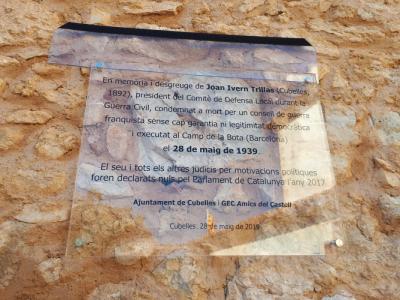 En memòria i desgreuge de Joan Ivern Trillas (Cubelles,
1892), president del Comitè de Defensa Local durant la
Guerra Civil, condemnat a mort per un consell de guerra
franquista sense cap garantia ni legitimitat democràtica
i executat al Camp de la Bota (Barcelona)
el 28 de maig de 1939.
El seu i tots els altres judicis per motivacions polítiques
foren declarats nuls pel Parlament de Catalunya l'any 2017
Ajuntament de Cubelles i GEC Amics del Castell
Cubelles, 28 de maig de 2019